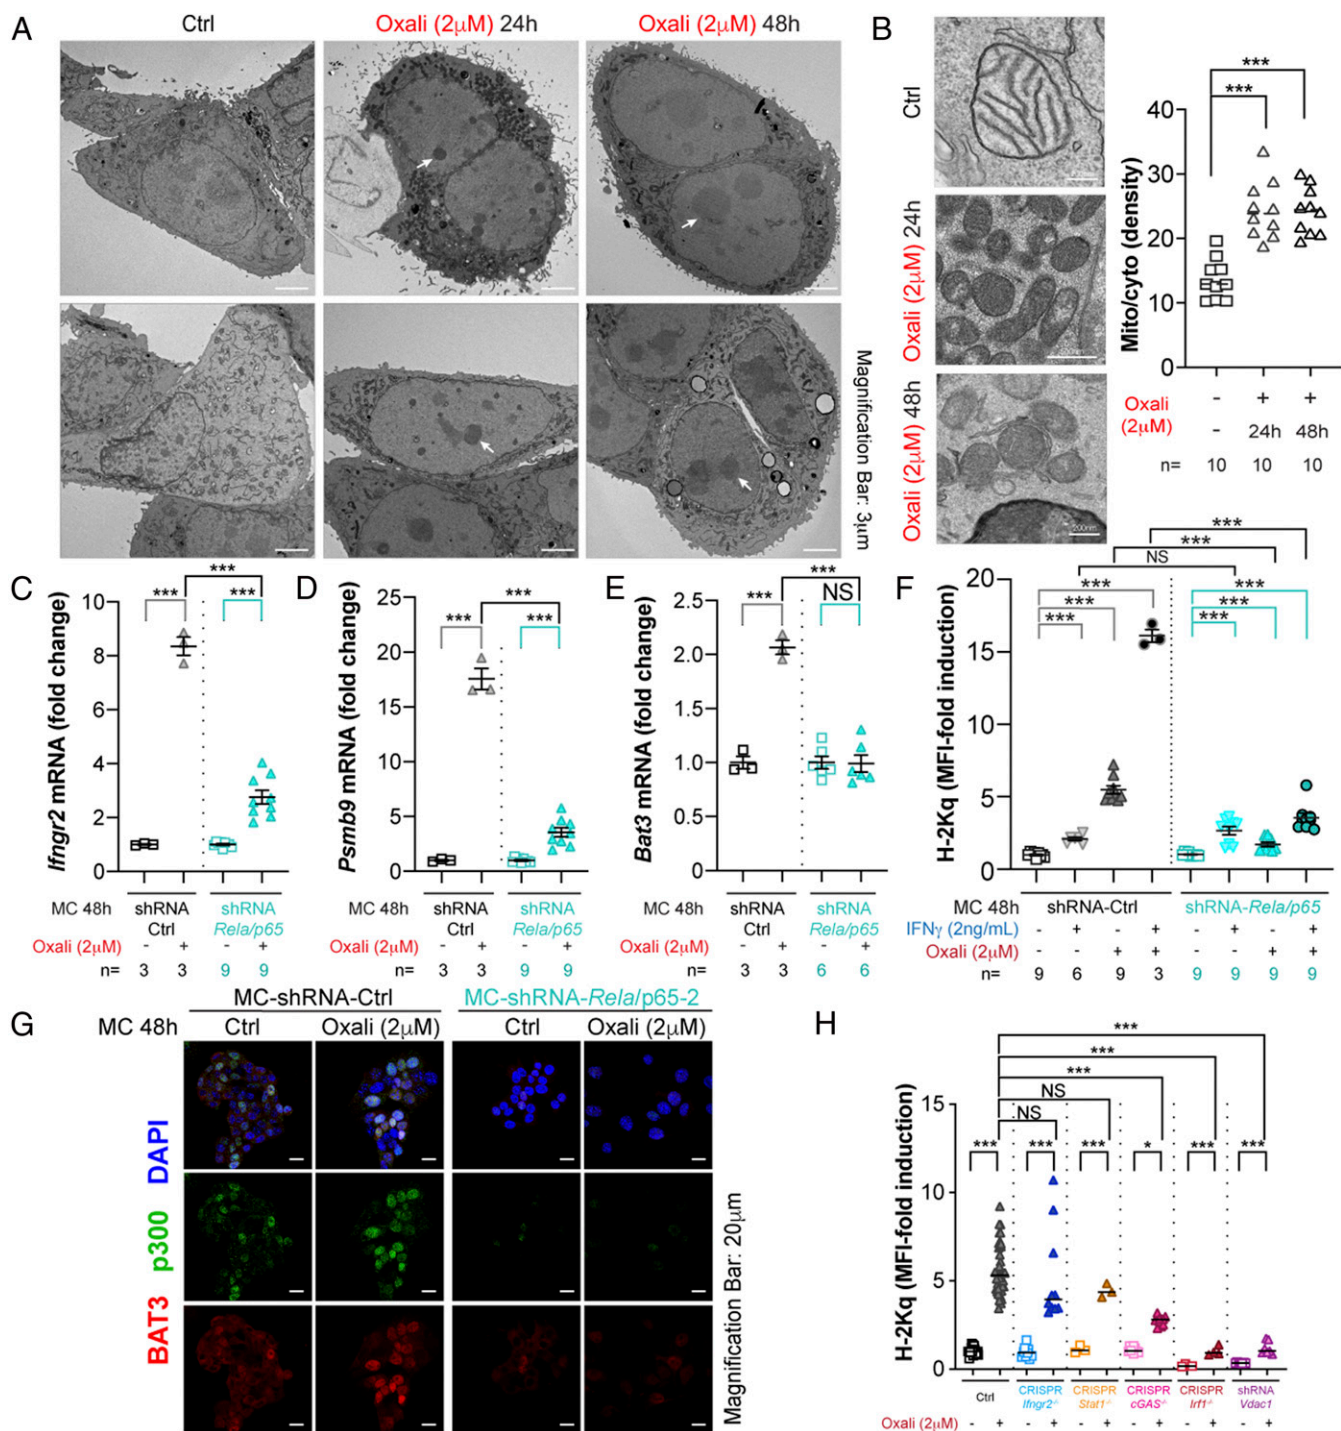 A
Ctrl
Oxali (2μM) 24h
Oxali (2μM) 48h
Magnification Bar: 3μm
B
Ctrl
Oxali (2μM) 24h
Oxali (2μM) 48h
200nm
Mito/cyto (density)
40
30
20
10
0
***
***
Oxali (2μM)
- + +
- 24h 48h
n= 10 10 10
C
Ifngr2 mRNA (fold change)
10
8
6
4
2
0
***
***
***
MC 48h
shRNA Ctrl
shRNA Rela/p65
Oxali (2μM) - + - +
n= 3 3 9 9
D
Psmb9 mRNA (fold change)
20
15
10
5
0
***
***
***
MC 48h
shRNA Ctrl
shRNA Rela/p65
Oxali (2μM) - + - +
n= 3 3 9 9
E
Bat3 mRNA (fold change)
2.5
2.0
1.5
1.0
0.5
0.0
***
***
NS
MC 48h
shRNA Ctrl
shRNA Rela/p65
Oxali (2μM) - + - +
n= 3 3 6 6
F
H-2Kq (MFI-fold induction)
20
15
10
5
0
***
***
NS
***
***
***
***
***
***
MC 48h shRNA-Ctrl shRNA-Rela/p65
IFNγ (2ng/mL) - + - + - + - +
Oxali (2μM) - - + + - - + +
n= 9 6 9 3 9 9 9 9
G
MC-shRNA-Ctrl MC-shRNA-Rela/p65-2
MC 48h Ctrl Oxali (2μM) Ctrl Oxali (2μM)
DAPI
p300
BAT3
Magnification Bar: 20μm
H
H-2Kq (MFI-fold induction)
15
10
5
0
***
***
***
NS
NS
*** *** *** * *** ***
Ctrl
CRISPR Ifngr2-/-
CRISPR Stat1-/-
CRISPR cGAS-/-
CRISPR Irf1-/-
shRNA Vdac1
Oxali (2μM) - + - + - + - + - + - +